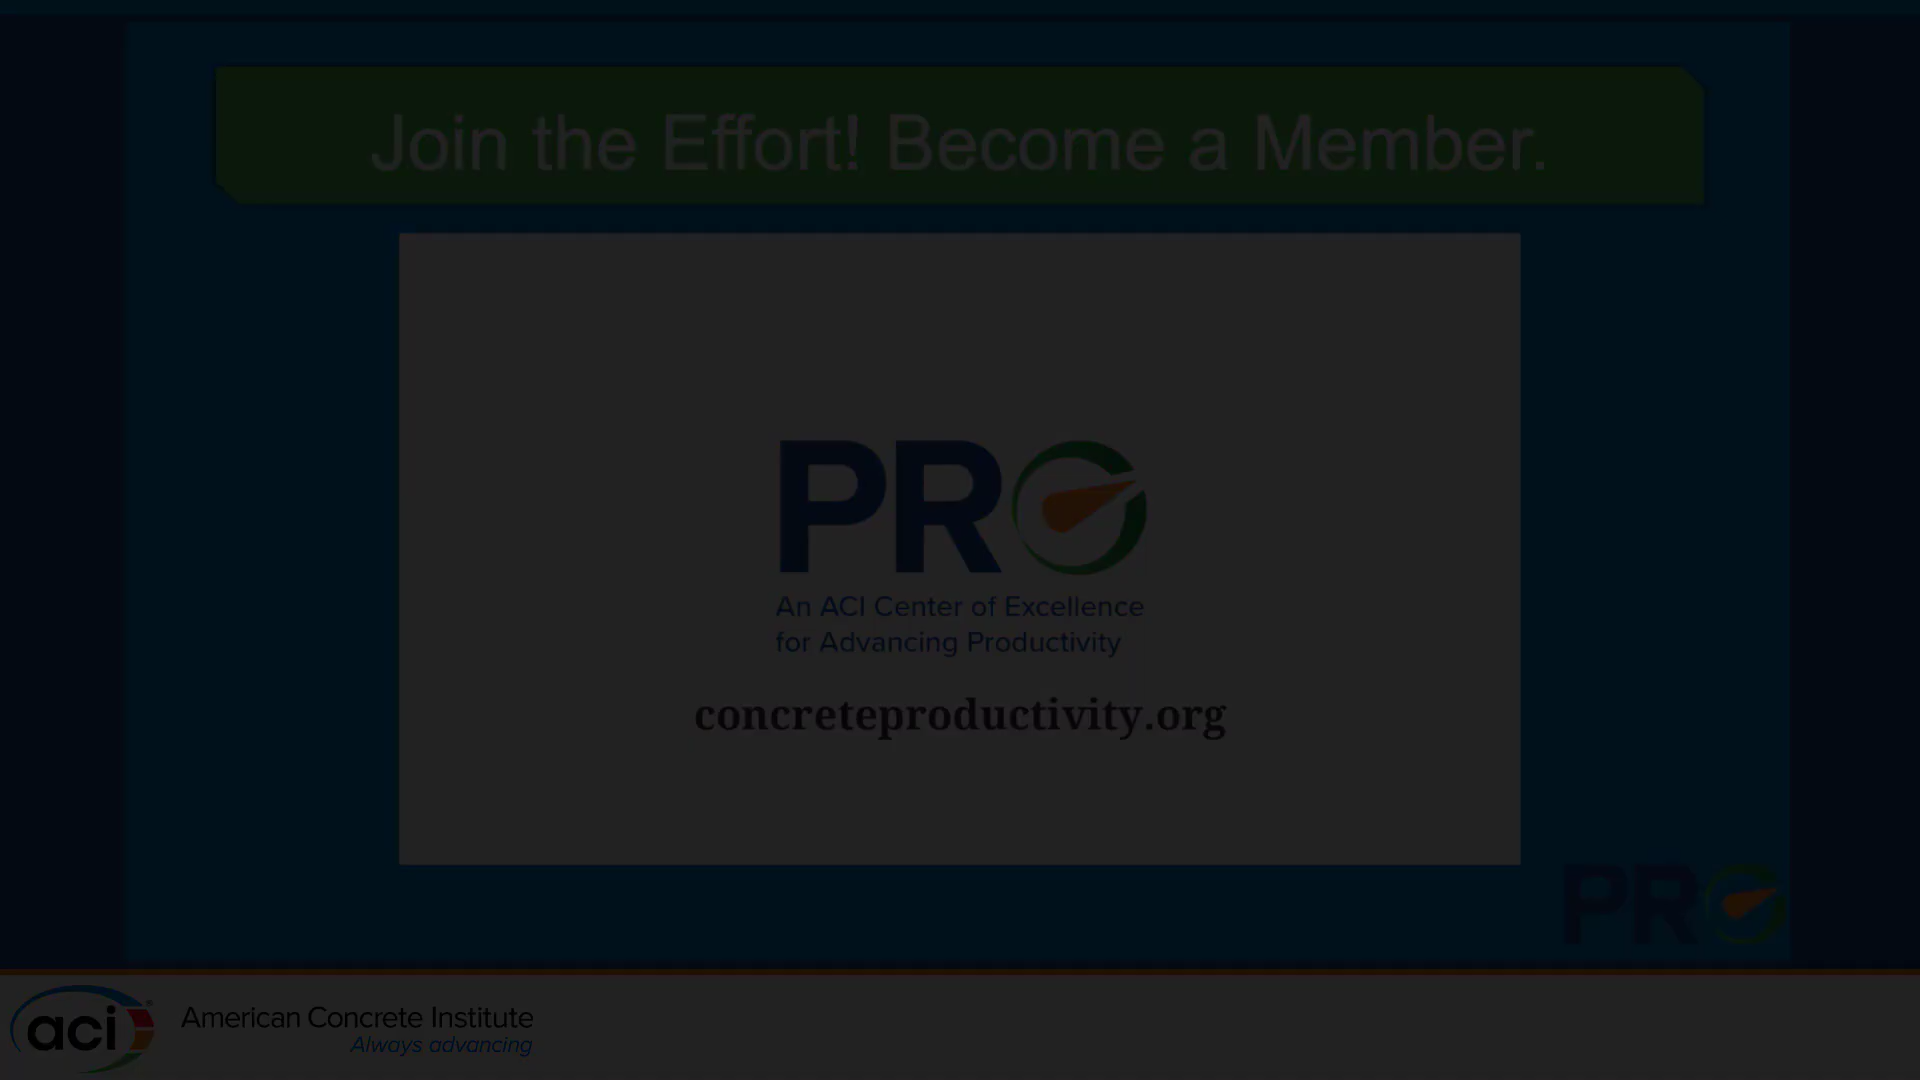 Join the Effort! Become a Member.
PRO
An ACI Center of Excellence
for Advancing Productivity
concreteproductivity.org
PRO
aci
American Concrete Institute
Always advancing